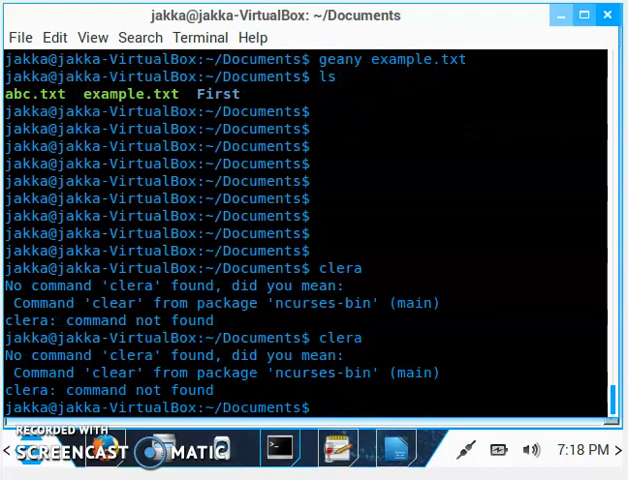 jakka@jakka-VirtualBox: ~/Documents
File Edit View Search Terminal Help
jakka@jakka-VirtualBox:~/Documents$ geany example.txt
jakka@jakka-VirtualBox:~/Documents$ ls
abc.txt example.txt First
jakka@jakka-VirtualBox:~/Documents$
jakka@jakka-VirtualBox:~/Documents$
jakka@jakka-VirtualBox:~/Documents$
jakka@jakka-VirtualBox:~/Documents$
jakka@jakka-VirtualBox:~/Documents$
jakka@jakka-VirtualBox:~/Documents$
jakka@jakka-VirtualBox:~/Documents$
jakka@jakka-VirtualBox:~/Documents$
jakka@jakka-VirtualBox:~/Documents$
jakka@jakka-VirtualBox:~/Documents$ clera
No command 'clera' found, did you mean:
Command 'clear' from package 'ncurses-bin' (main)
clera: command not found
jakka@jakka-VirtualBox:~/Documents$ clera
No command 'clera' found, did you mean:
Command 'clear' from package 'ncurses-bin' (main)
clera: command not found
jakka@jakka-VirtualBox:~/Documents$
RECORDED WITH
SCREENCAST MATIC
7:18 PM